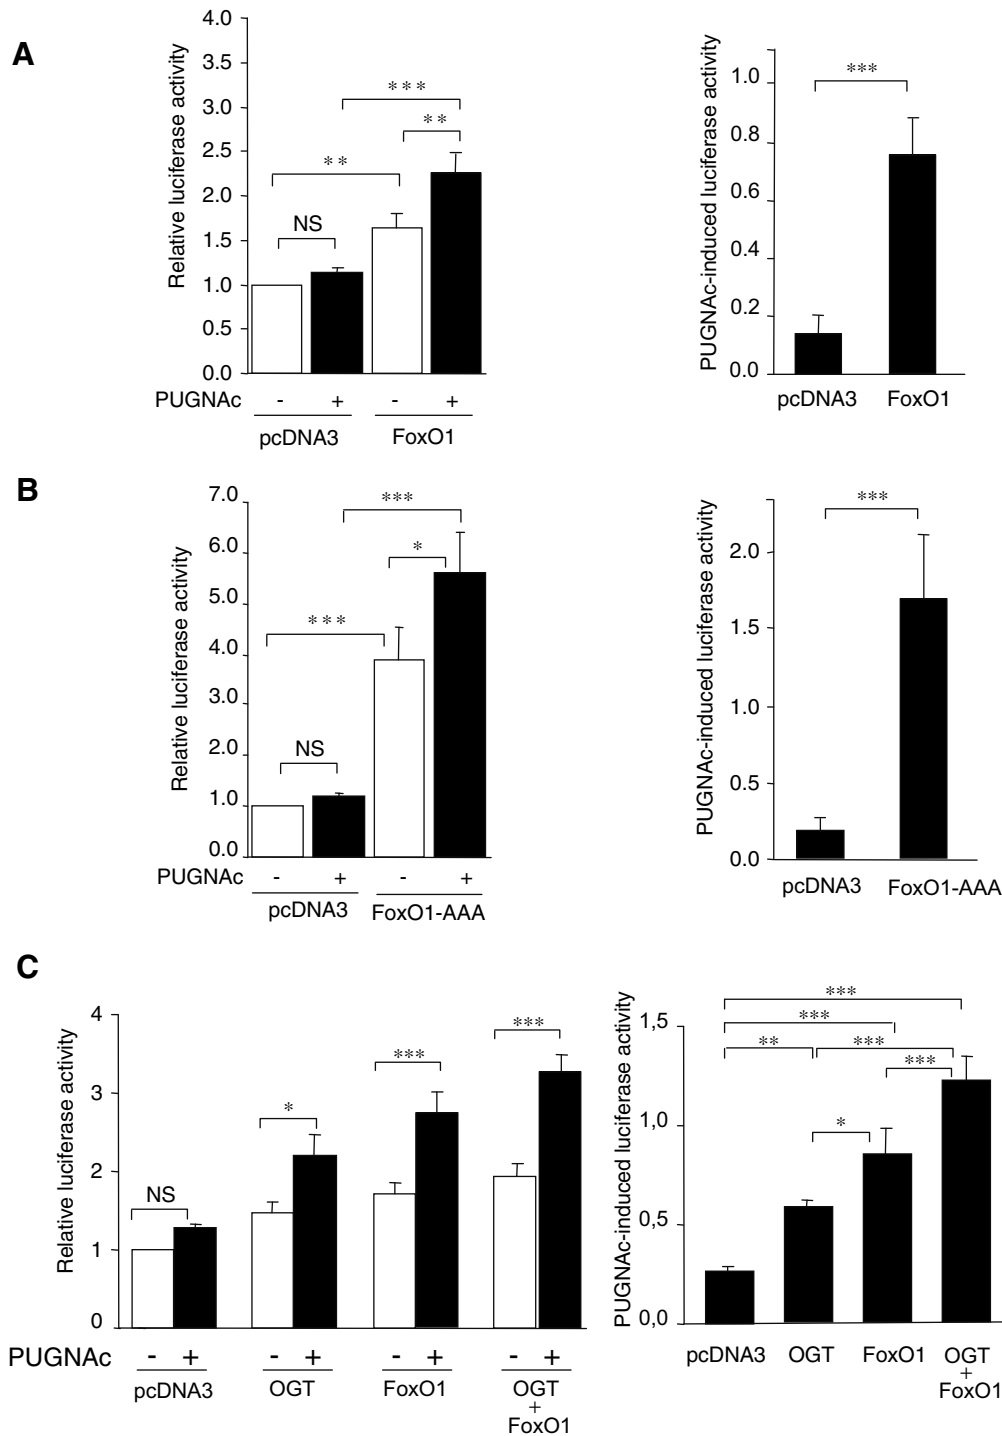 A
Relative luciferase activity
4.0
3.5
3.0
2.5
2.0
1.5
1.0
0.5
0.0
***
**
**
NS
PUGNAc - + - +
pcDNA3 FoxO1
PUGNAc-induced luciferase activity
1.0
0.8
0.6
0.4
0.2
0.0
***
pcDNA3 FoxO1
B
Relative luciferase activity
7.0
6.0
5.0
4.0
3.0
2.0
1.0
0.0
***
*
***
NS
PUGNAc - + - +
pcDNA3 FoxO1-AAA
PUGNAc-induced luciferase activity
2.0
1.5
1.0
0.5
0.0
***
pcDNA3 FoxO1-AAA
C
Relative luciferase activity
4
3
2
1
0
NS
*
***
***
PUGNAc - + - + - + - +
pcDNA3 OGT FoxO1 OGT
+
FoxO1
PUGNAc-induced luciferase activity
1,5
1,0
0,5
0,0
***
***
** ***
***
*
pcDNA3 OGT FoxO1 OGT
+
FoxO1